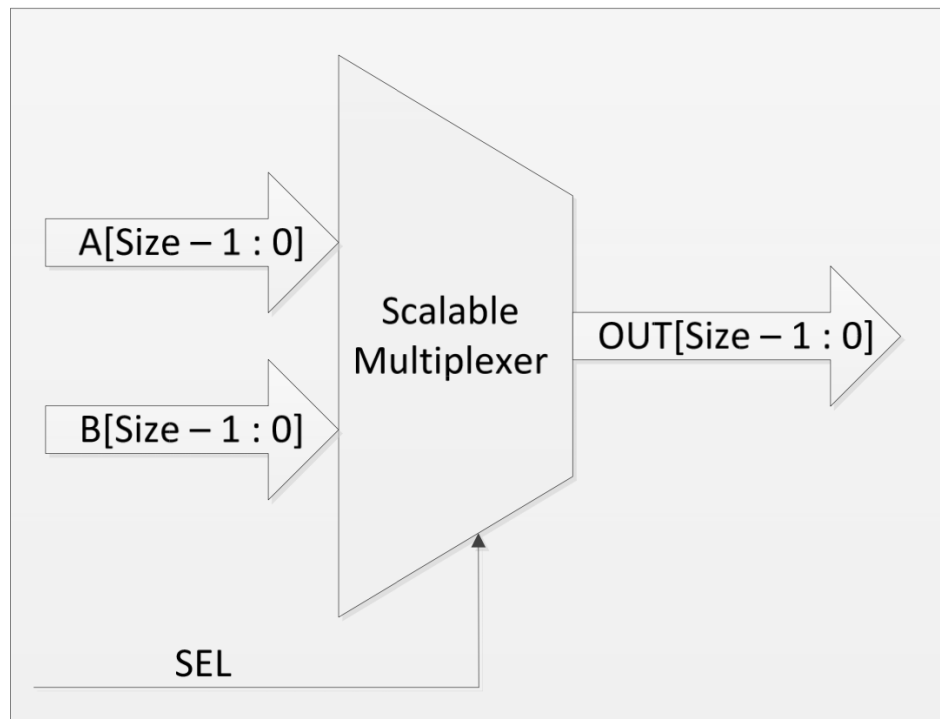 A[Size – 1 : 0]
B[Size – 1 : 0]
Scalable
Multiplexer
OUT[Size – 1 : 0]
SEL